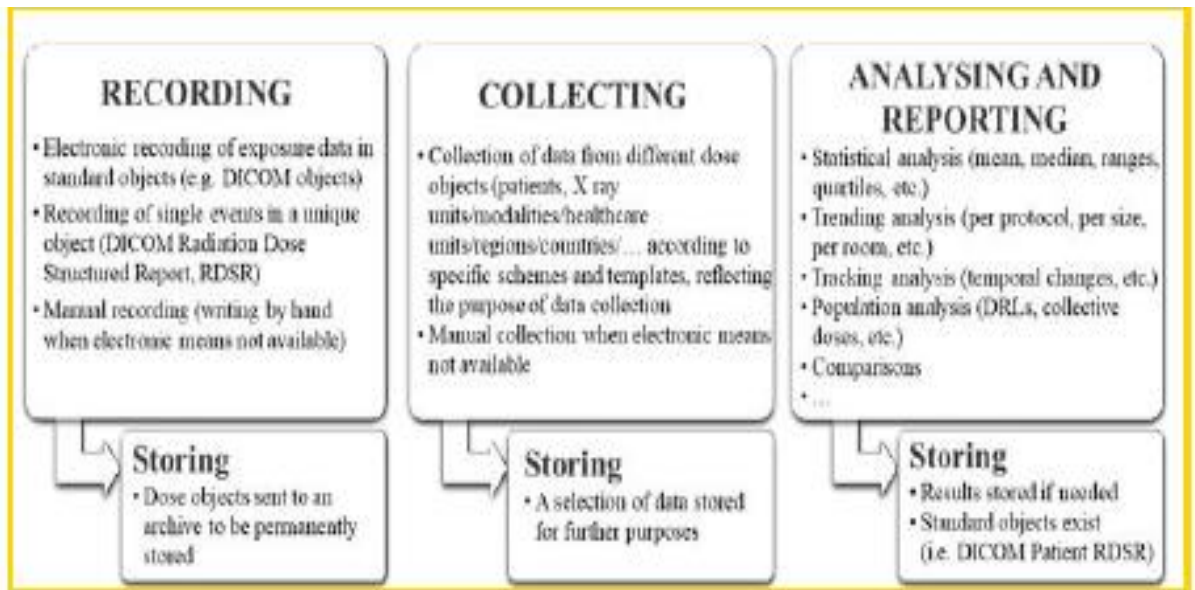 RECORDING
• Electronic recording of exposure data in
standard objects (e.g. DICOM objects)
• Recording of single events in a unique
object (DICOM Radiation Dose
Structured Report, RDSR)
• Manual recording (writing by hand
when electronic means not available)
Storing
• Dose objects sent to an
archive to be permanently
stored
COLLECTING
• Collection of data from different dose
objects (patients, X ray
units/modalities/healthcare
units/regions/countries/… according to
specific schemes and templates, reflecting
the purpose of data collection
• Manual collection when electronic means
not available
Storing
• A selection of data stored
for further purposes
ANALYSING AND
REPORTING
• Statistical analysis (mean, median, ranges,
quartiles, etc.)
• Trending analysis (per protocol, per size,
per room, etc.)
• Tracking analysis (temporal changes, etc.)
• Population analysis (DRLs, collective
doses, etc.)
• Comparisons
• …
Storing
• Results stored if needed
• Standard objects exist
(i.e. DICOM Patient RDSR)